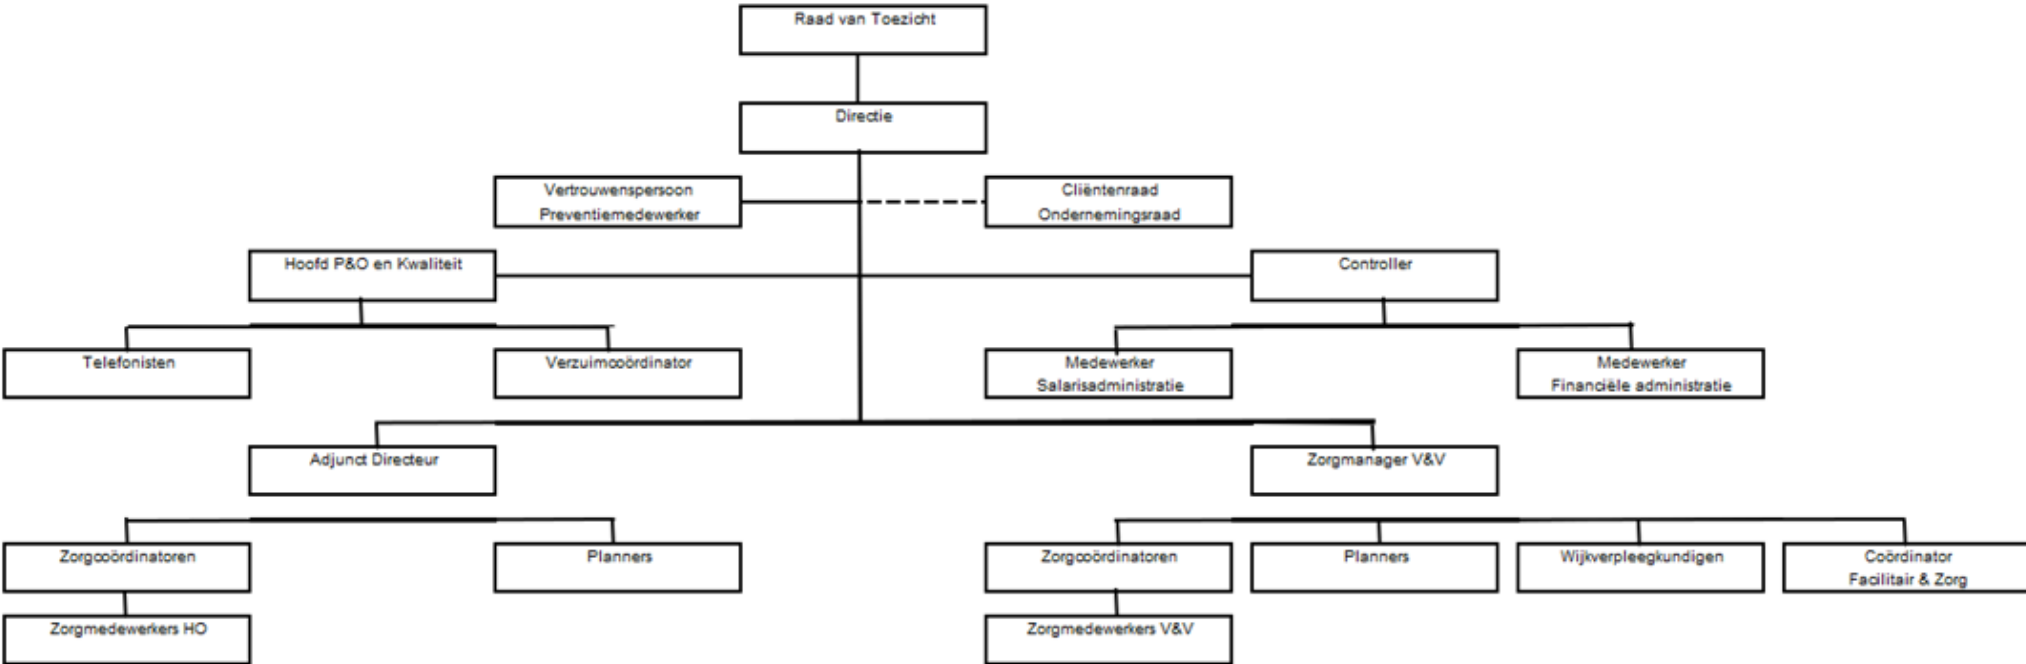 Raad van Toezicht
Directie
Vertrouwenspersoon
Preventiemedewerker
Cliëntenraad
Ondernemingsraad
Hoofd P&O en Kwaliteit
Controller
Telefonisten
Verzuimcoördinator
Medewerker
Salarisadministratie
Medewerker
Financiële administratie
Adjunct Directeur
Zorgmanager V&V
Zorgcoördinatoren
Planners
Zorgcoördinatoren
Planners
Wijkverpleegkundigen
Coördinator
Facilitair & Zorg
Zorgmedewerkers HO
Zorgmedewerkers V&V